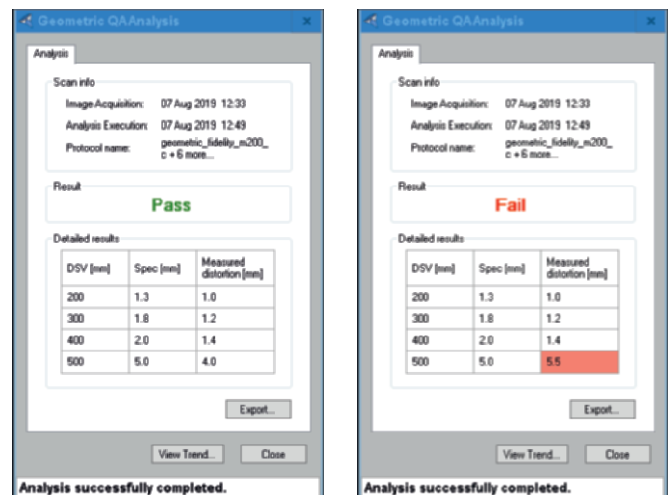 Geometric QAAnalysis
Analysis
Scan info
Image Acquisition: 07 Aug 2019 12:33
Analysis Execution: 07 Aug 2019 12:49
Protocol name: geometric_fidelity_m200_
c + 6 more...
Result
Pass
Detailed results
DSV [mm] Spec [mm] Measured
distortion [mm]
200 1.3 1.0
300 1.8 1.2
400 2.0 1.4
500 5.0 4.0
Export...
View Trend... Close
Analysis successfully completed.
Geometric QAAnalysis
Analysis
Scan info
Image Acquisition: 07 Aug 2019 12:33
Analysis Execution: 07 Aug 2019 12:49
Protocol name: geometric_fidelity_m200_
c + 6 more...
Result
Fail
Detailed results
DSV [mm] Spec [mm] Measured
distortion [mm]
200 1.3 1.0
300 1.8 1.2
400 2.0 1.4
500 5.0 5.5
Export...
View Trend... Close
Analysis successfully completed.